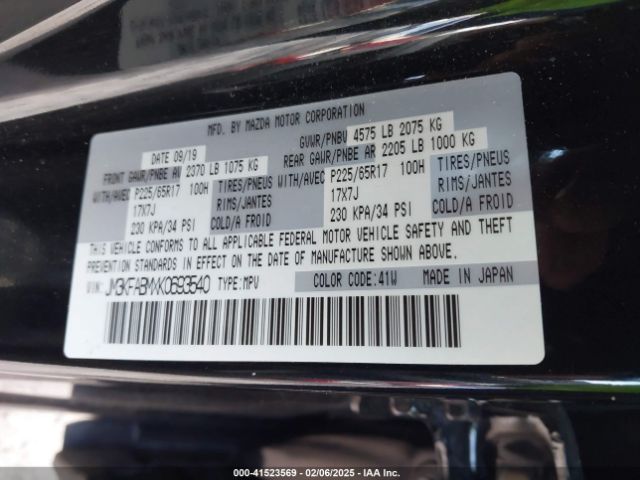 MFD. BY MAZDA MOTOR CORPORATION
DATE 09/19 GVWR/PNBV 4575 LB 2075 KG
FRONT GAWR/PNBE AV 2370 LB 1075 KG REAR GAWR/PNBE AR 2205 LB 1000 KG
WITH/AVEC P225/65R17 100H TIRES/PNEUS WITH/AVEC P225/65R17 100H TIRES/PNEUS
17X7J RIMS/JANTES 17X7J RIMS/JANTES
230 KPA/34 PSI COLD/A FROID 230 KPA/34 PSI COLD/A FROID
THIS VEHICLE CONFORMS TO ALL APPLICABLE FEDERAL MOTOR VEHICLE SAFETY AND THEFT
PREVENTION STANDARDS IN EFFECT ON THE DATE OF MANUFACTURE SHOWN ABOVE.
VIN: JM3KFABMXK0693540 TYPE:MPV COLOR CODE:41W MADE IN JAPAN
000-41523569 — 02/06/2025 — IAA Inc.